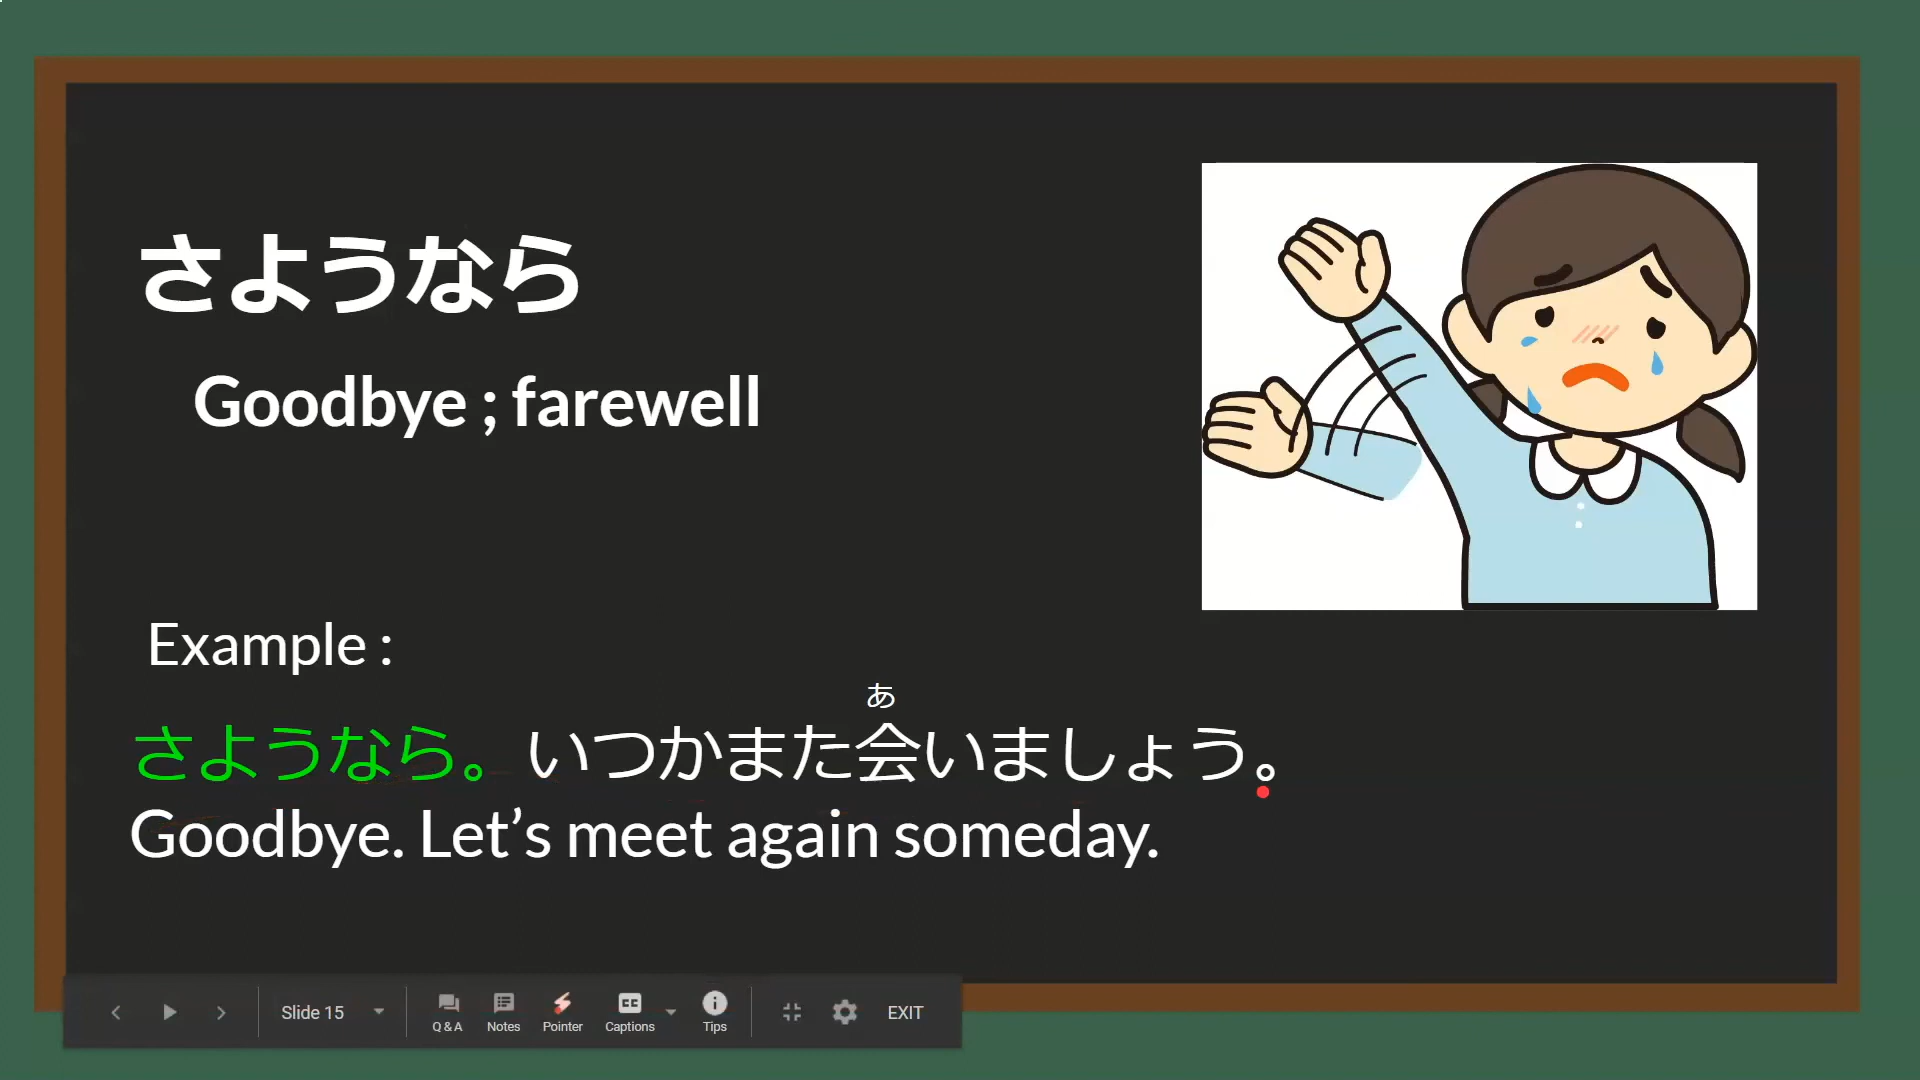 さようなら
Goodbye ; farewell
Example :
あ
さようなら。いつかまた会いましょう。
Goodbye. Let’s meet again someday.
Slide 15
Q & A Notes Pointer Captions Tips
EXIT